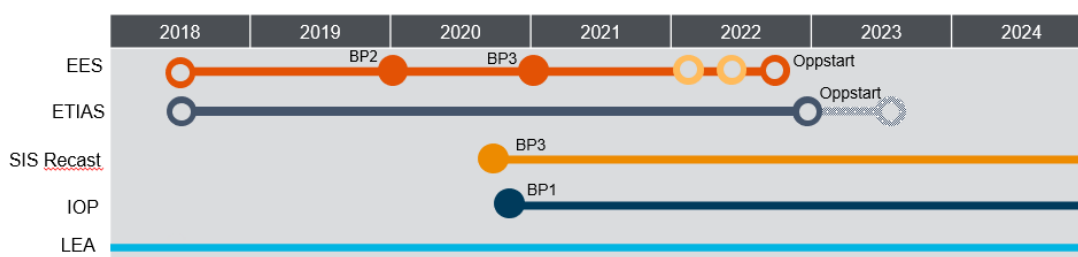 2018 2019 2020 2021 2022 2023 2024
EES BP2 BP3 Oppstart
ETIAS Oppstart
SIS Recast BP3
IOP BP1
LEA